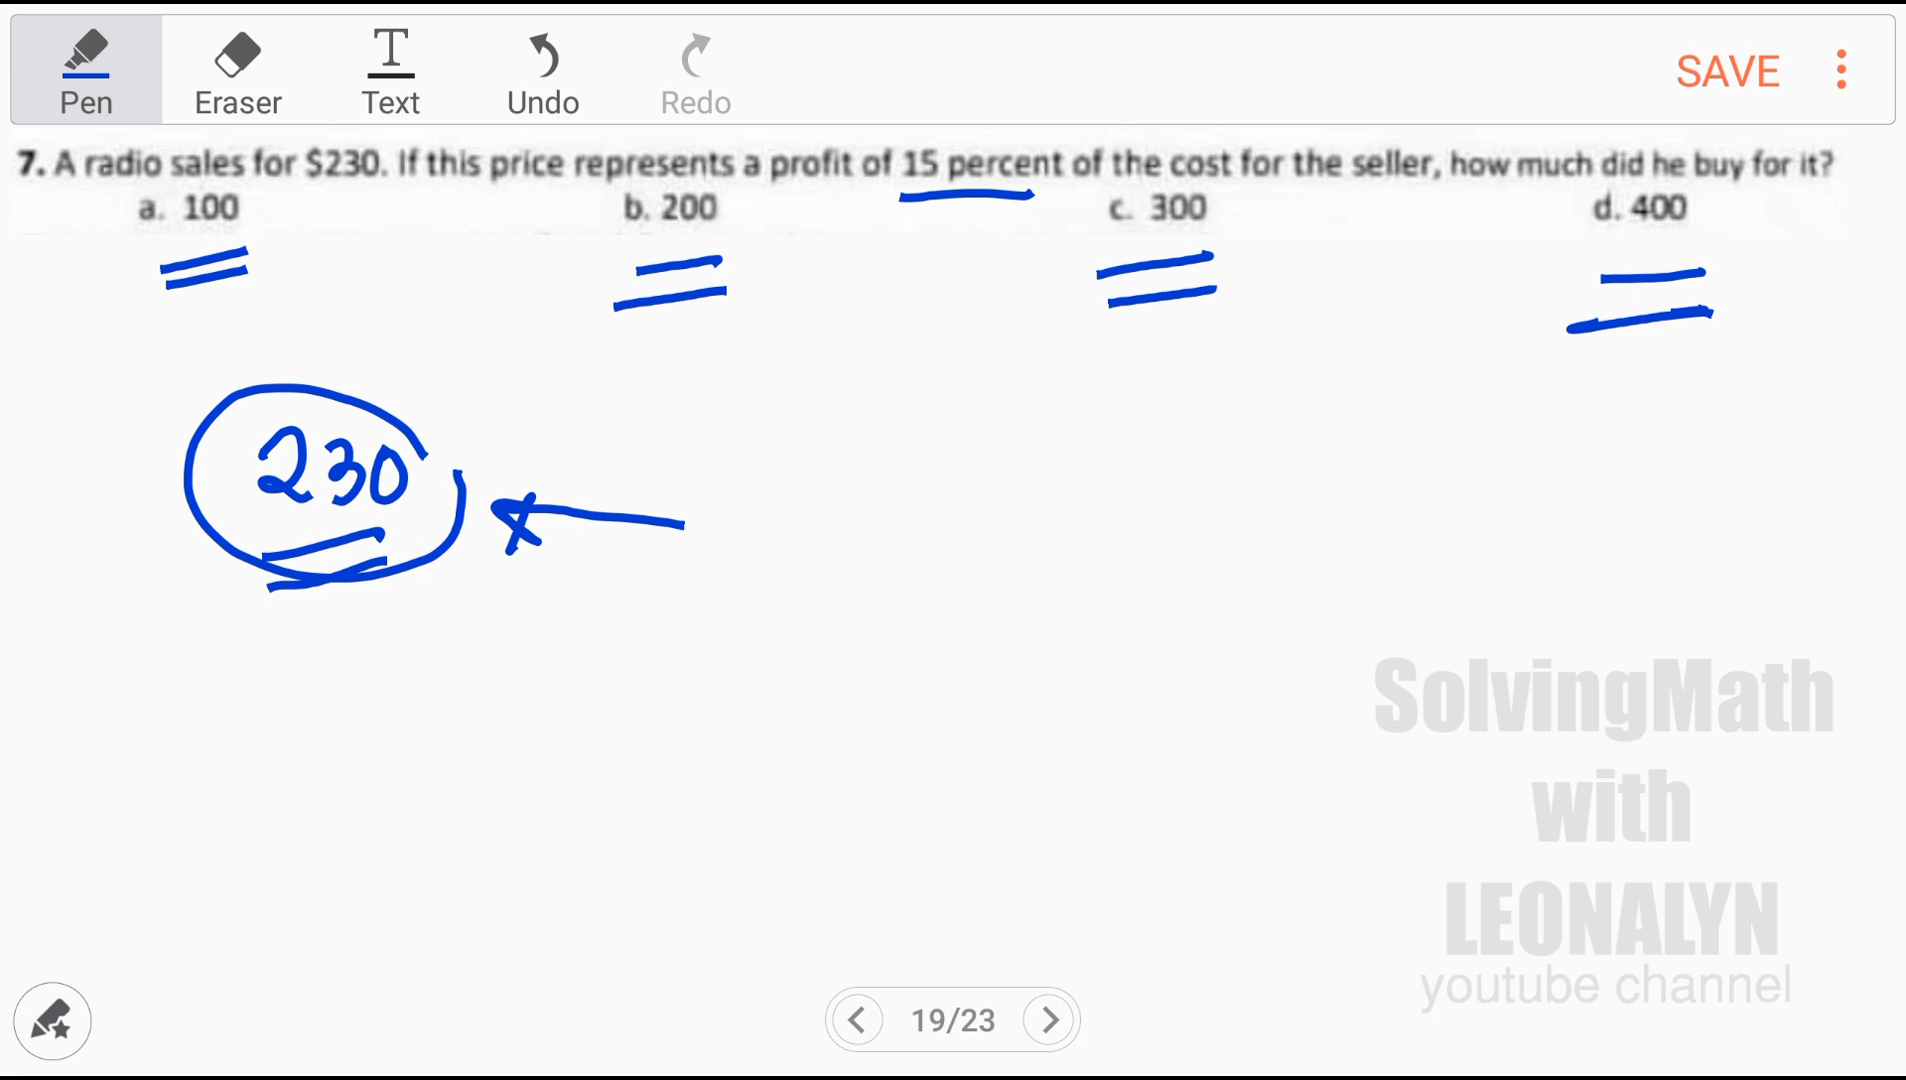 Pen Eraser Text Undo Redo SAVE
7. A radio sales for $230. If this price represents a profit of 15 percent of the cost for the seller, how much did he buy for it?
a. 100 b. 200 c. 300 d. 400
230
SolvingMath
with
LEONALYN
youtube channel
19/23